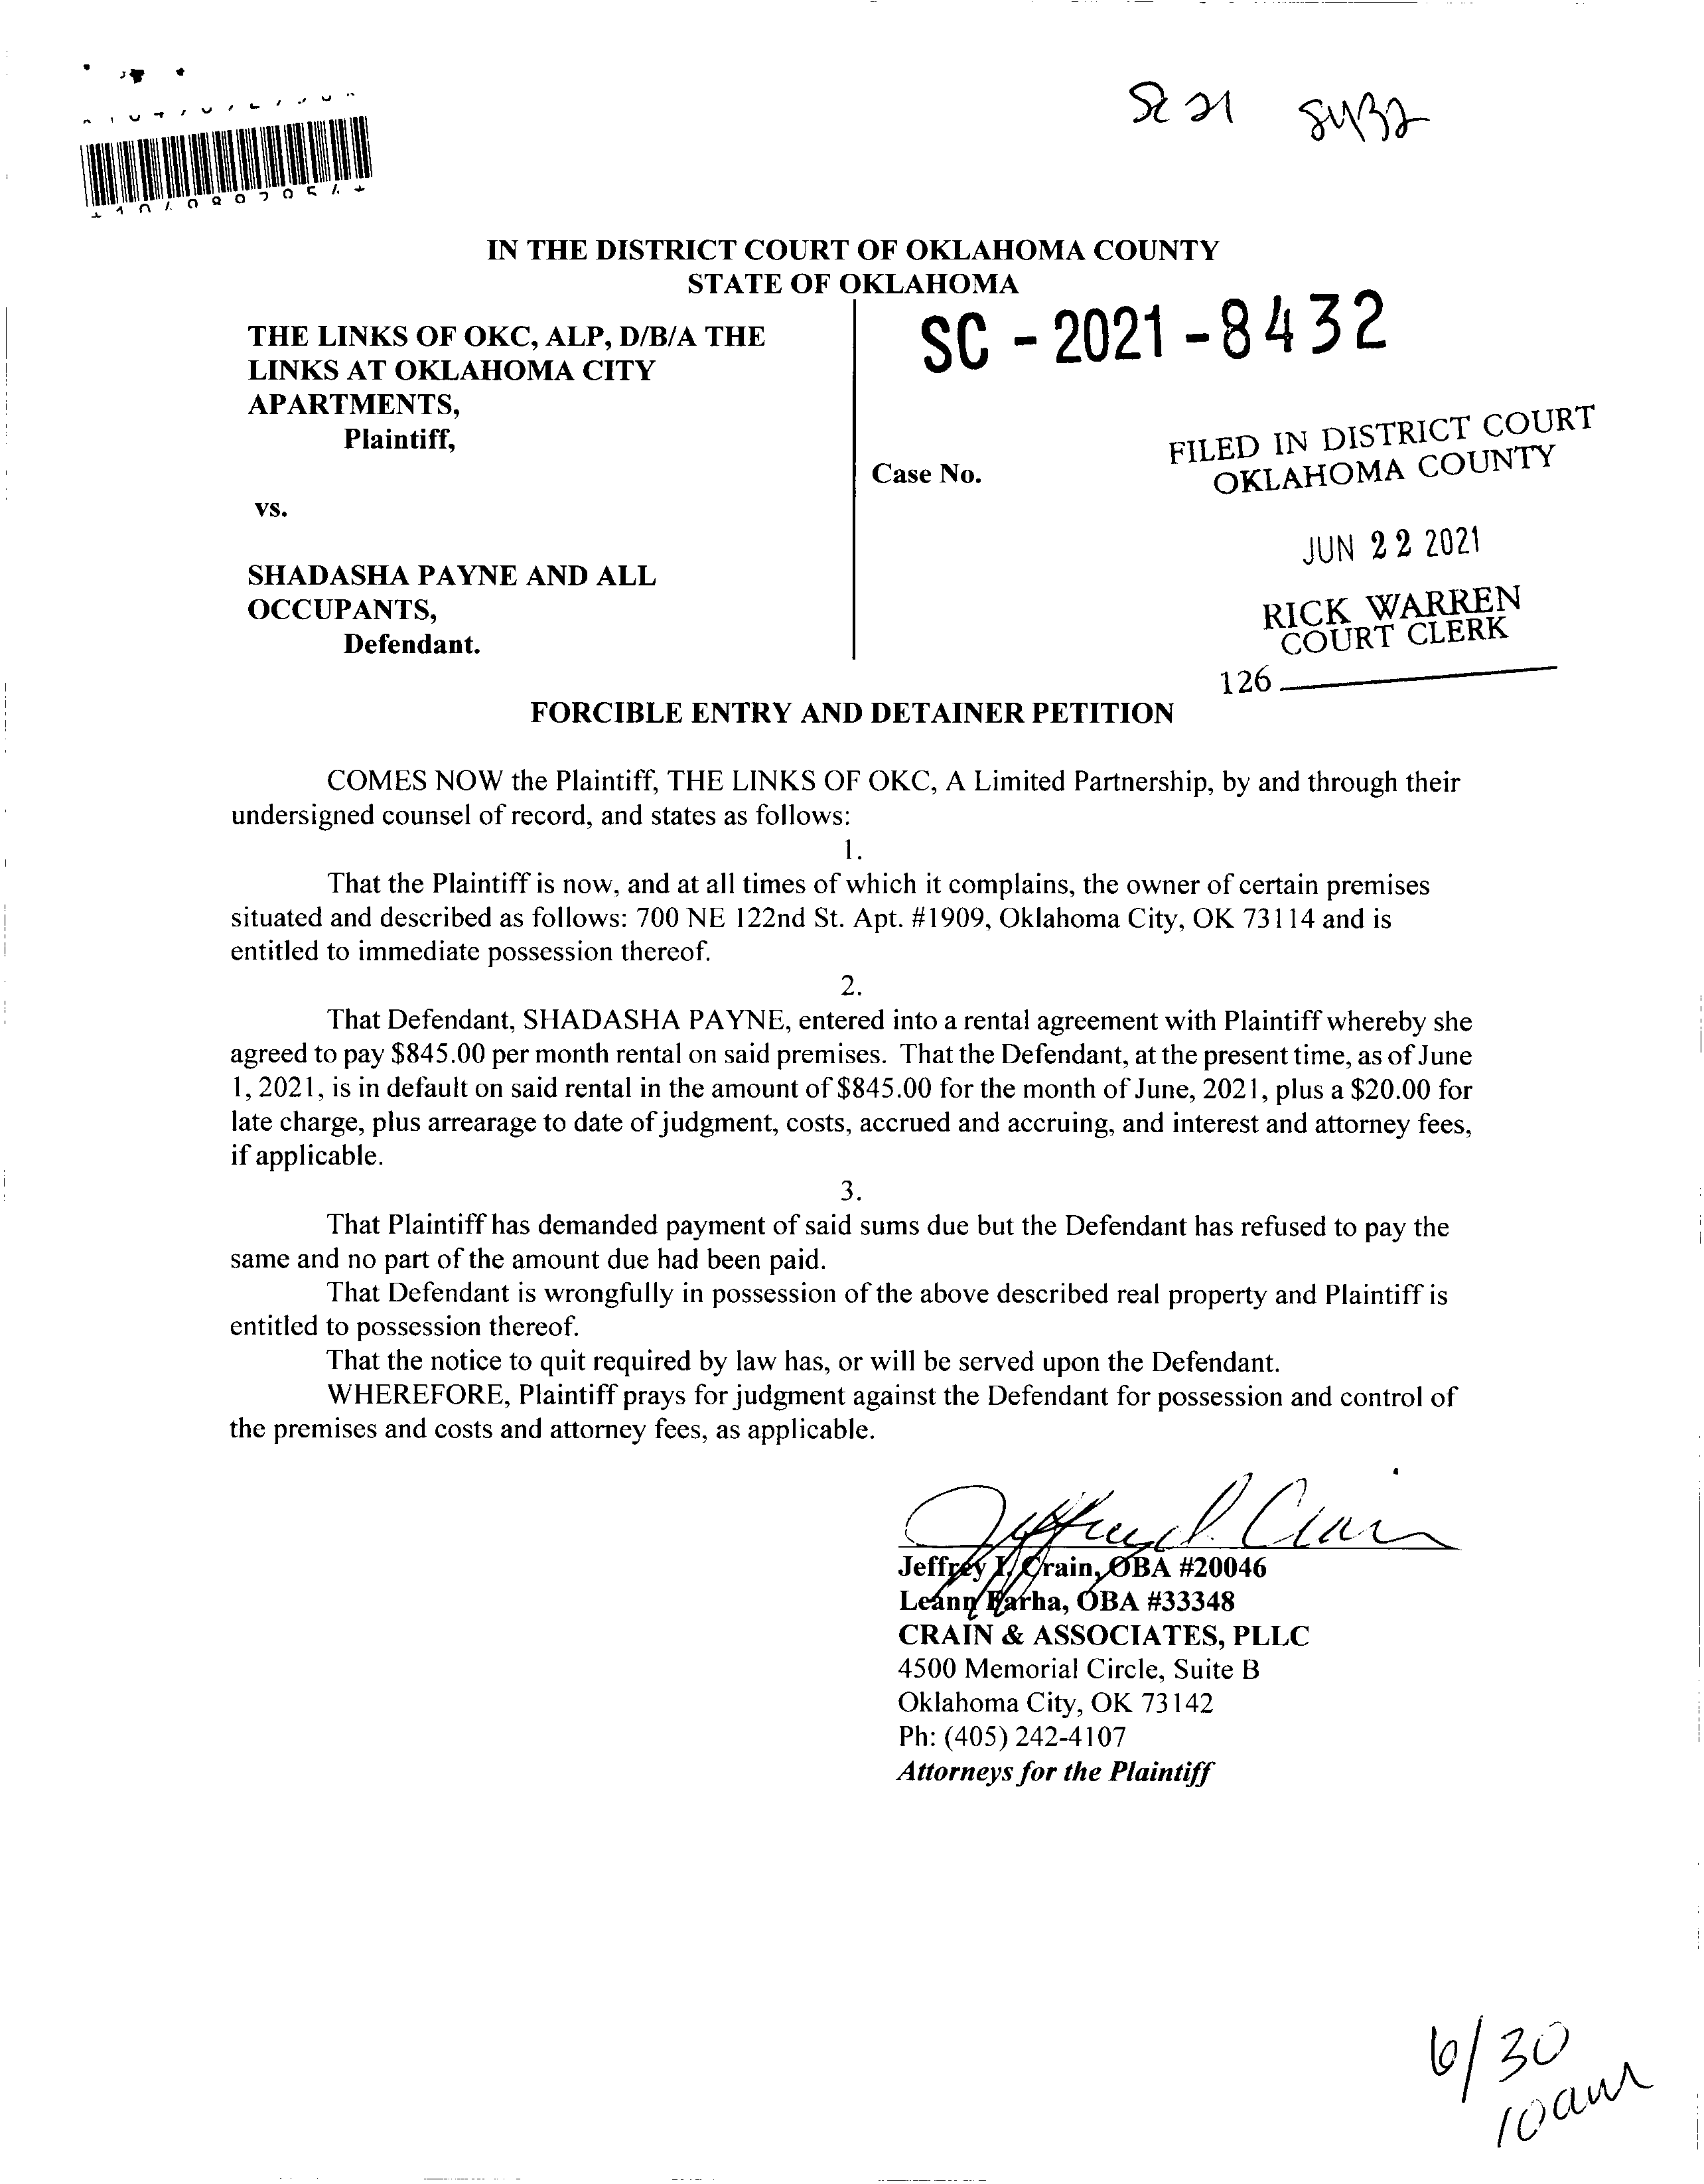 SC 21 8432
IN THE DISTRICT COURT OF OKLAHOMA COUNTY
STATE OF OKLAHOMA
THE LINKS OF OKC, ALP, D/B/A THE
LINKS AT OKLAHOMA CITY
APARTMENTS,
Plaintiff,
vs.
SHADASHA PAYNE AND ALL
OCCUPANTS,
Defendant.
SC - 2021 - 8432
Case No.
FILED IN DISTRICT COURT
OKLAHOMA COUNTY
JUN 22 2021
RICK WARREN
COURT CLERK
126
FORCIBLE ENTRY AND DETAINER PETITION
COMES NOW the Plaintiff, THE LINKS OF OKC, A Limited Partnership, by and through their
undersigned counsel of record, and states as follows:
1.
That the Plaintiff is now, and at all times of which it complains, the owner of certain premises
situated and described as follows: 700 NE 122nd St. Apt. #1909, Oklahoma City, OK 73114 and is
entitled to immediate possession thereof.
2.
That Defendant, SHADASHA PAYNE, entered into a rental agreement with Plaintiff whereby she
agreed to pay $845.00 per month rental on said premises. That the Defendant, at the present time, as of June
1, 2021, is in default on said rental in the amount of $845.00 for the month of June, 2021, plus a $20.00 for
late charge, plus arrearage to date of judgment, costs, accrued and accruing, and interest and attorney fees,
if applicable.
3.
That Plaintiff has demanded payment of said sums due but the Defendant has refused to pay the
same and no part of the amount due had been paid.
That Defendant is wrongfully in possession of the above described real property and Plaintiff is
entitled to possession thereof.
That the notice to quit required by law has, or will be served upon the Defendant.
WHEREFORE, Plaintiff prays for judgment against the Defendant for possession and control of
the premises and costs and attorney fees, as applicable.
Jeffrey I. Crain, OBA #20046
Leann Farha, OBA #33348
CRAIN & ASSOCIATES, PLLC
4500 Memorial Circle, Suite B
Oklahoma City, OK 73142
Ph: (405) 242-4107
Attorneys for the Plaintiff
6/30
10am